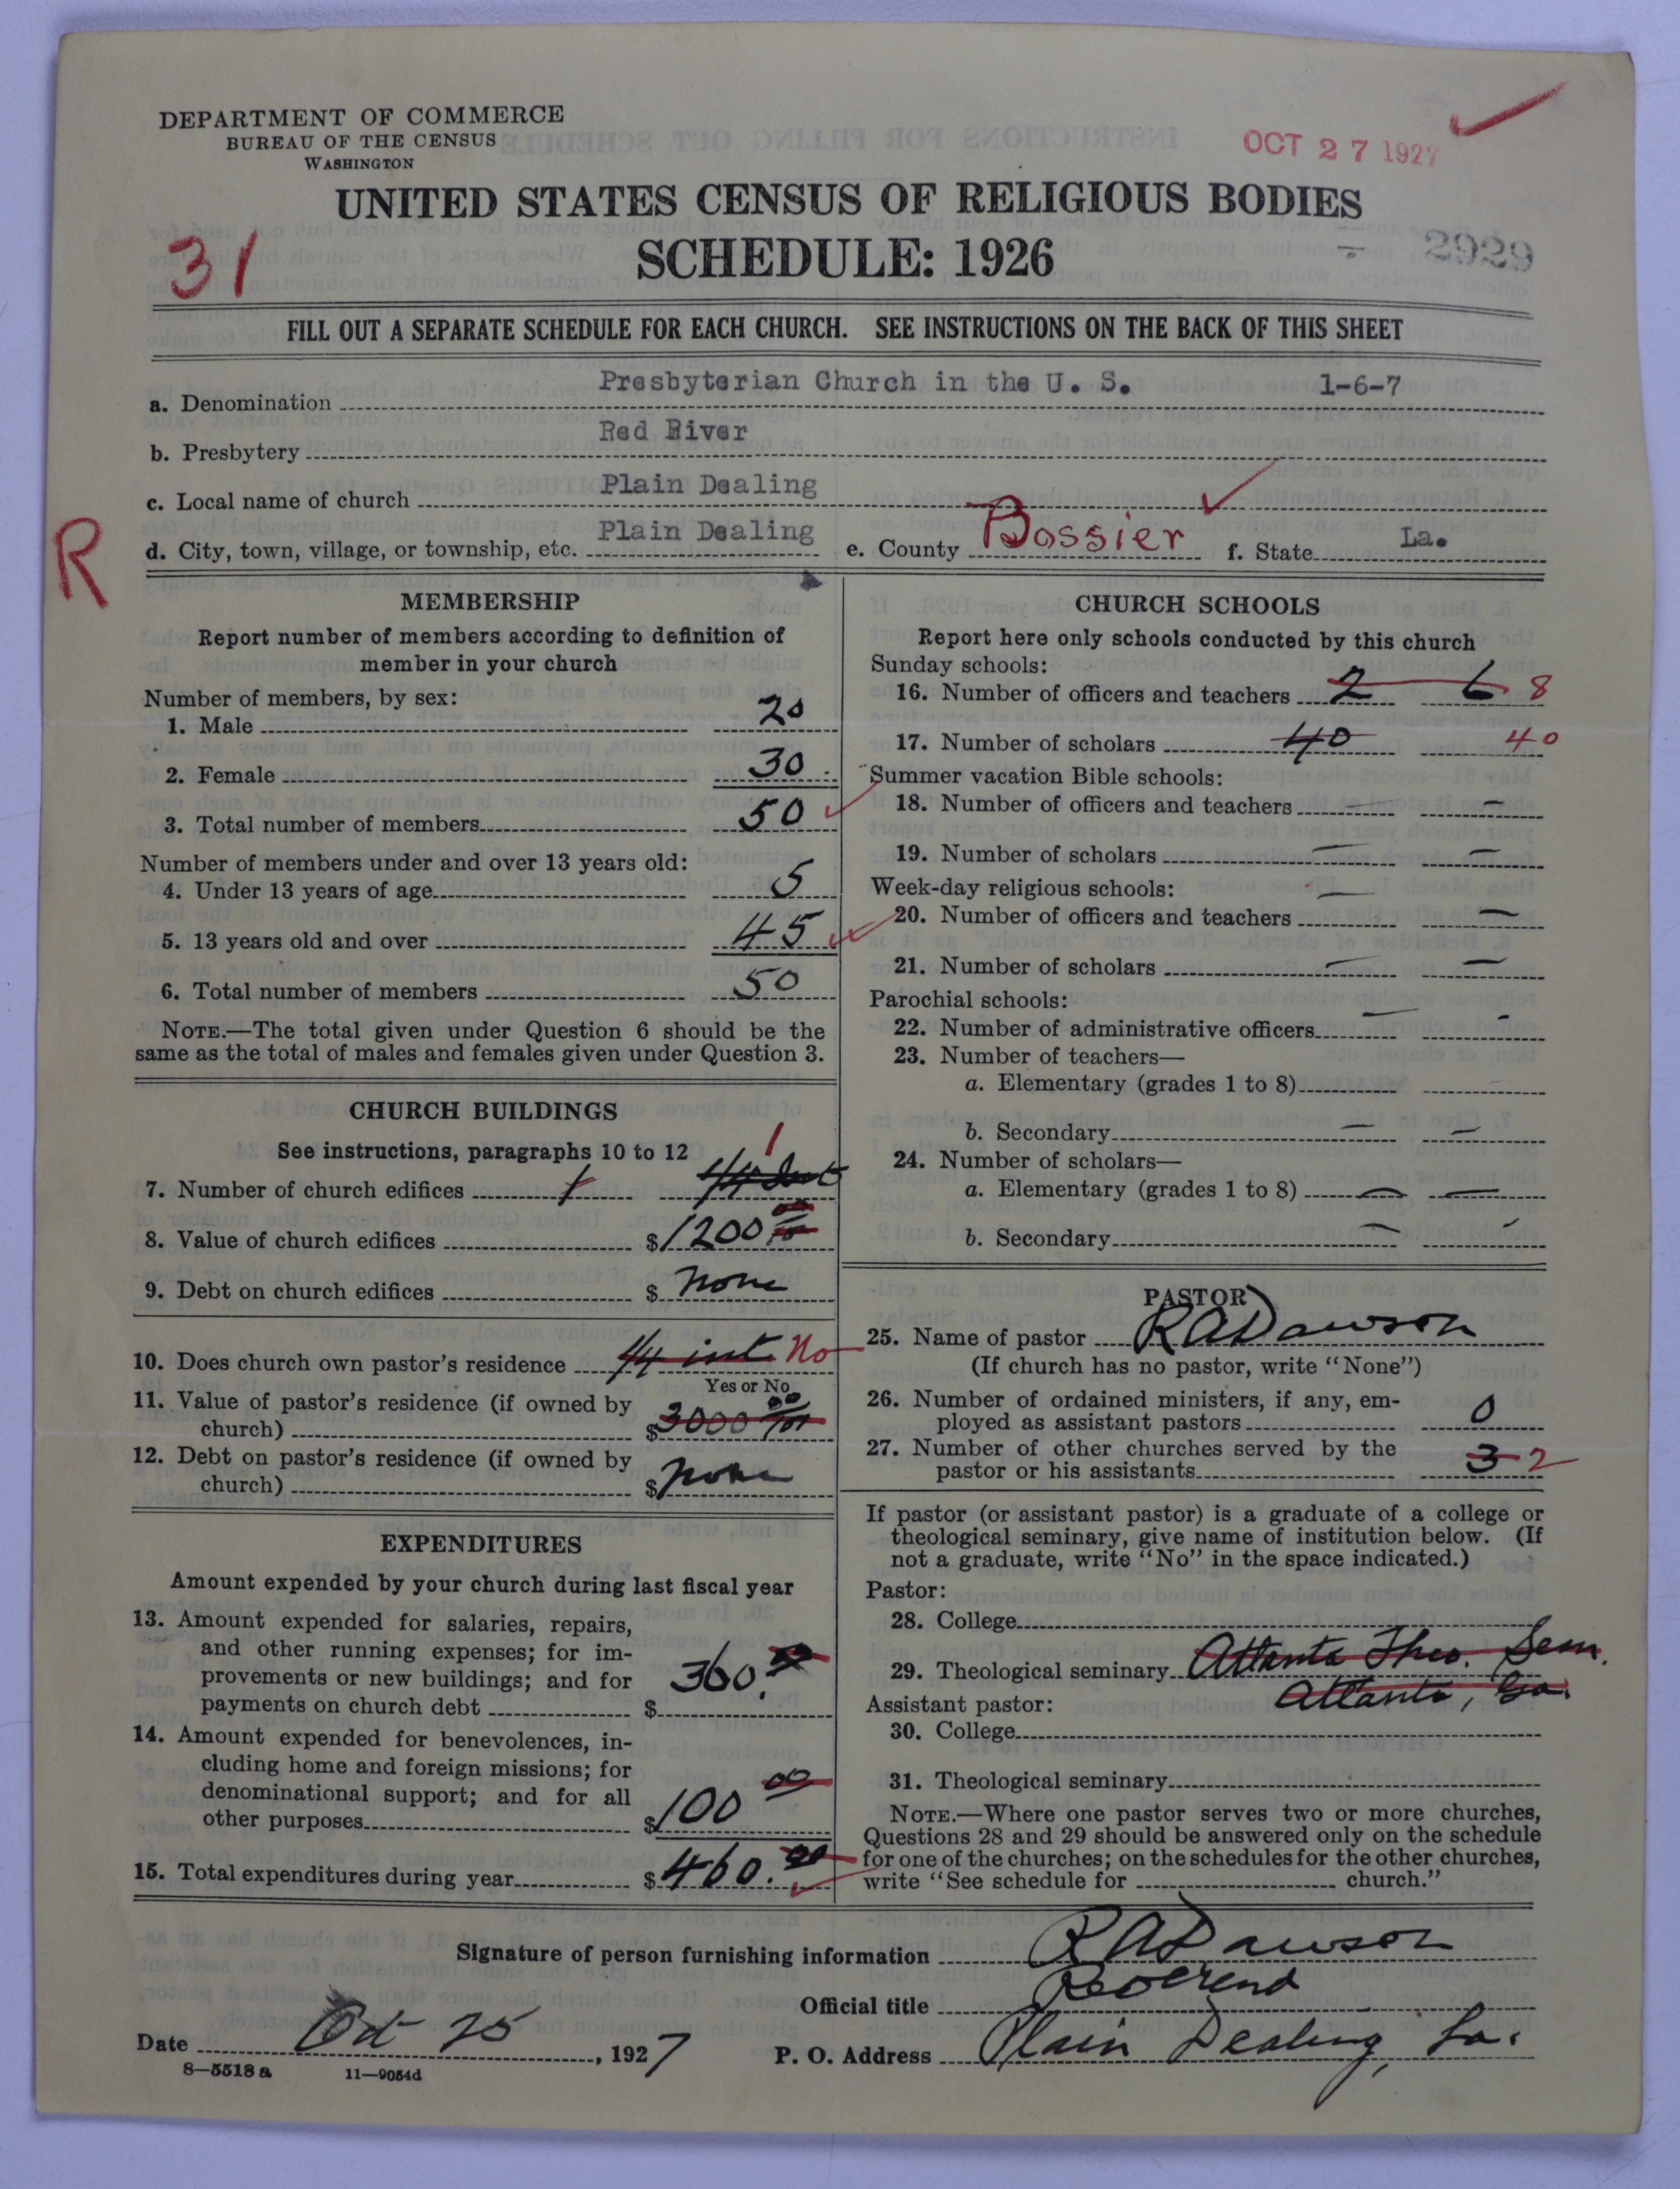 DEPARTMENT OF COMMERCE
BUREAU OF THE CENSUS
WASHINGTON
OCT 27 1927
UNITED STATES CENSUS OF RELIGIOUS BODIES
SCHEDULE: 1926
31
2929
FILL OUT A SEPARATE SCHEDULE FOR EACH CHURCH. SEE INSTRUCTIONS ON THE BACK OF THIS SHEET
a. Denomination Presbyterian Church in the U. S. 1-6-7
b. Presbytery Red River
c. Local name of church Plain Dealing
R
d. City, town, village, or township, etc. Plain Dealing e. County Bossier f. State La.
MEMBERSHIP
Report number of members according to definition of
member in your church
Number of members, by sex:
1. Male 20
2. Female 30
3. Total number of members 50
Number of members under and over 13 years old:
4. Under 13 years of age 5
5. 13 years old and over 45
6. Total number of members 50
NOTE.—The total given under Question 6 should be the
same as the total of males and females given under Question 3.
CHURCH BUILDINGS
See instructions, paragraphs 10 to 12
7. Number of church edifices 1 1
8. Value of church edifices $1200 00
9. Debt on church edifices $ None
10. Does church own pastor's residence 1/4 int. No
Yes or No
11. Value of pastor's residence (if owned by
church) $3000 00
12. Debt on pastor's residence (if owned by
church) $ None
EXPENDITURES
Amount expended by your church during last fiscal year
13. Amount expended for salaries, repairs,
and other running expenses; for im-
provements or new buildings; and for
payments on church debt $ 360.00
14. Amount expended for benevolences, in-
cluding home and foreign missions; for
denominational support; and for all
other purposes $100 00
15. Total expenditures during year $460.00
CHURCH SCHOOLS
Report here only schools conducted by this church
Sunday schools:
16. Number of officers and teachers 2 6 8
17. Number of scholars 40 40
Summer vacation Bible schools:
18. Number of officers and teachers — —
19. Number of scholars — —
Week-day religious schools:
20. Number of officers and teachers — —
21. Number of scholars — —
Parochial schools:
22. Number of administrative officers — -
23. Number of teachers—
a. Elementary (grades 1 to 8)
b. Secondary — —
24. Number of scholars—
a. Elementary (grades 1 to 8) — —
b. Secondary — -
PASTOR
25. Name of pastor R A Dawson
(If church has no pastor, write "None")
26. Number of ordained ministers, if any, em-
ployed as assistant pastors 0
27. Number of other churches served by the
pastor or his assistants 3 2
If pastor (or assistant pastor) is a graduate of a college or
theological seminary, give name of institution below. (If
not a graduate, write "No" in the space indicated.)
Pastor:
28. College
29. Theological seminary Atlanta Theo. Sem.
Atlanta, Ga.
Assistant pastor:
30. College
31. Theological seminary
NOTE.—Where one pastor serves two or more churches,
Questions 28 and 29 should be answered only on the schedule
for one of the churches; on the schedules for the other churches,
write "See schedule for church."
Signature of person furnishing information R A Dawson
Official title Reverend
Date Oct 25, 1927 P. O. Address Plain Dealing, La.
8—5518 a 11—9054d